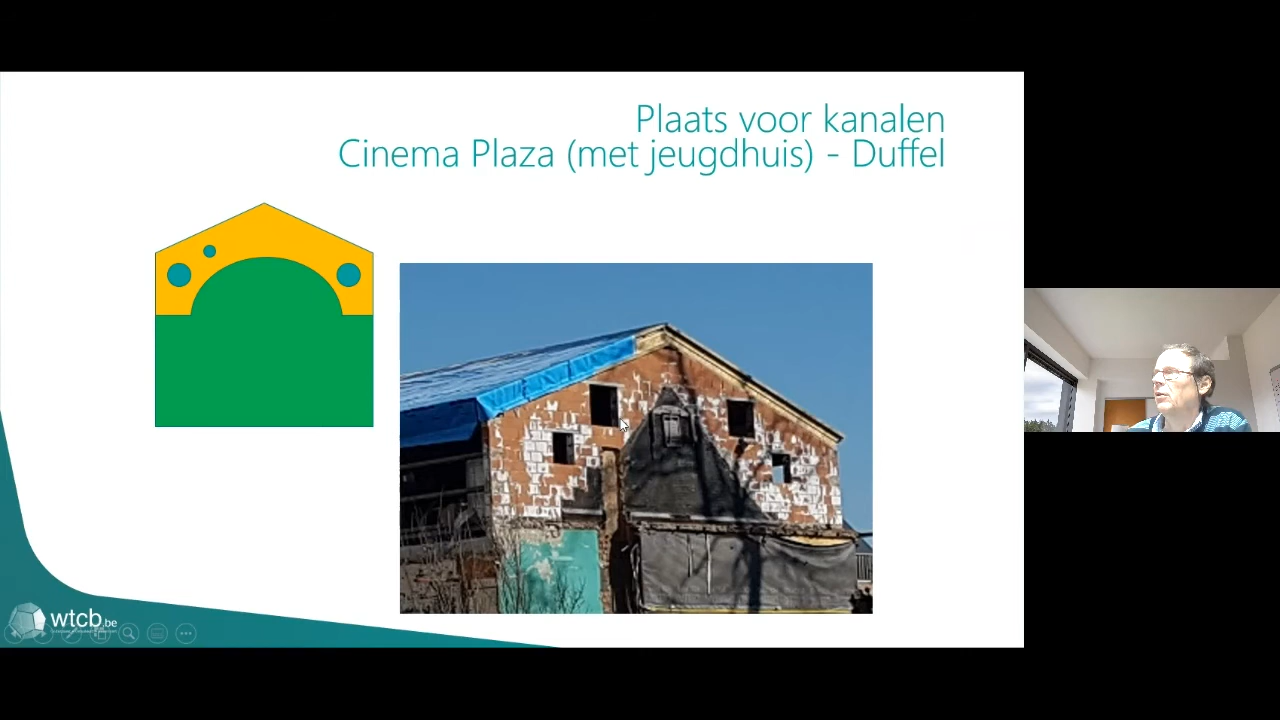 Plaats voor kanalen
Cinema Plaza (met jeugdhuis) - Duffel
wtcb.be